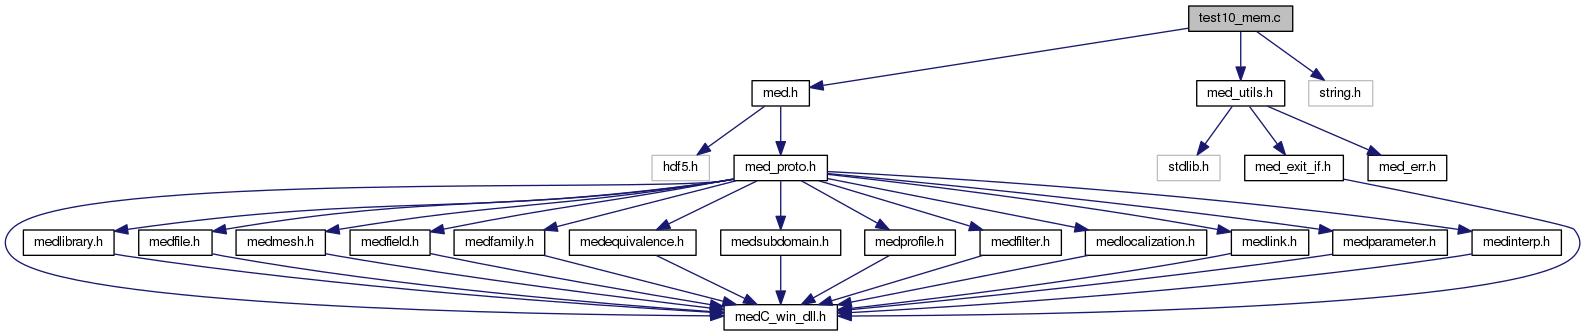 test10_mem.c
med.h
med_utils.h
string.h
hdf5.h
med_proto.h
stdlib.h
med_exit_if.h
med_err.h
medlibrary.h
medfile.h
medmesh.h
medfield.h
medfamily.h
medequivalence.h
medsubdomain.h
medprofile.h
medfilter.h
medlocalization.h
medlink.h
medparameter.h
medinterp.h
medC_win_dll.h